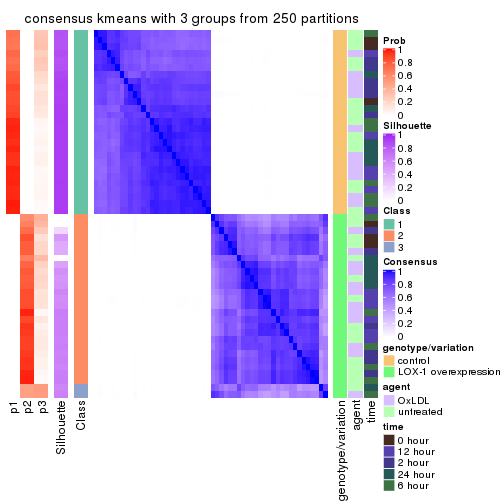 consensus kmeans with 3 groups from 250 partitions
Prob
1
0.8
0.6
0.4
0.2
0
Silhouette
1
0.8
0.6
0.4
0.2
0
Class
1
2
3
Consensus
1
0.8
0.6
0.4
0.2
0
genotype/variation
control
LOX-1 overexpression
agent
OxLDL
untreated
time
0 hour
12 hour
2 hour
24 hour
6 hour
p1
p2
p3
Silhouette
Class
genotype/variation
agent
time